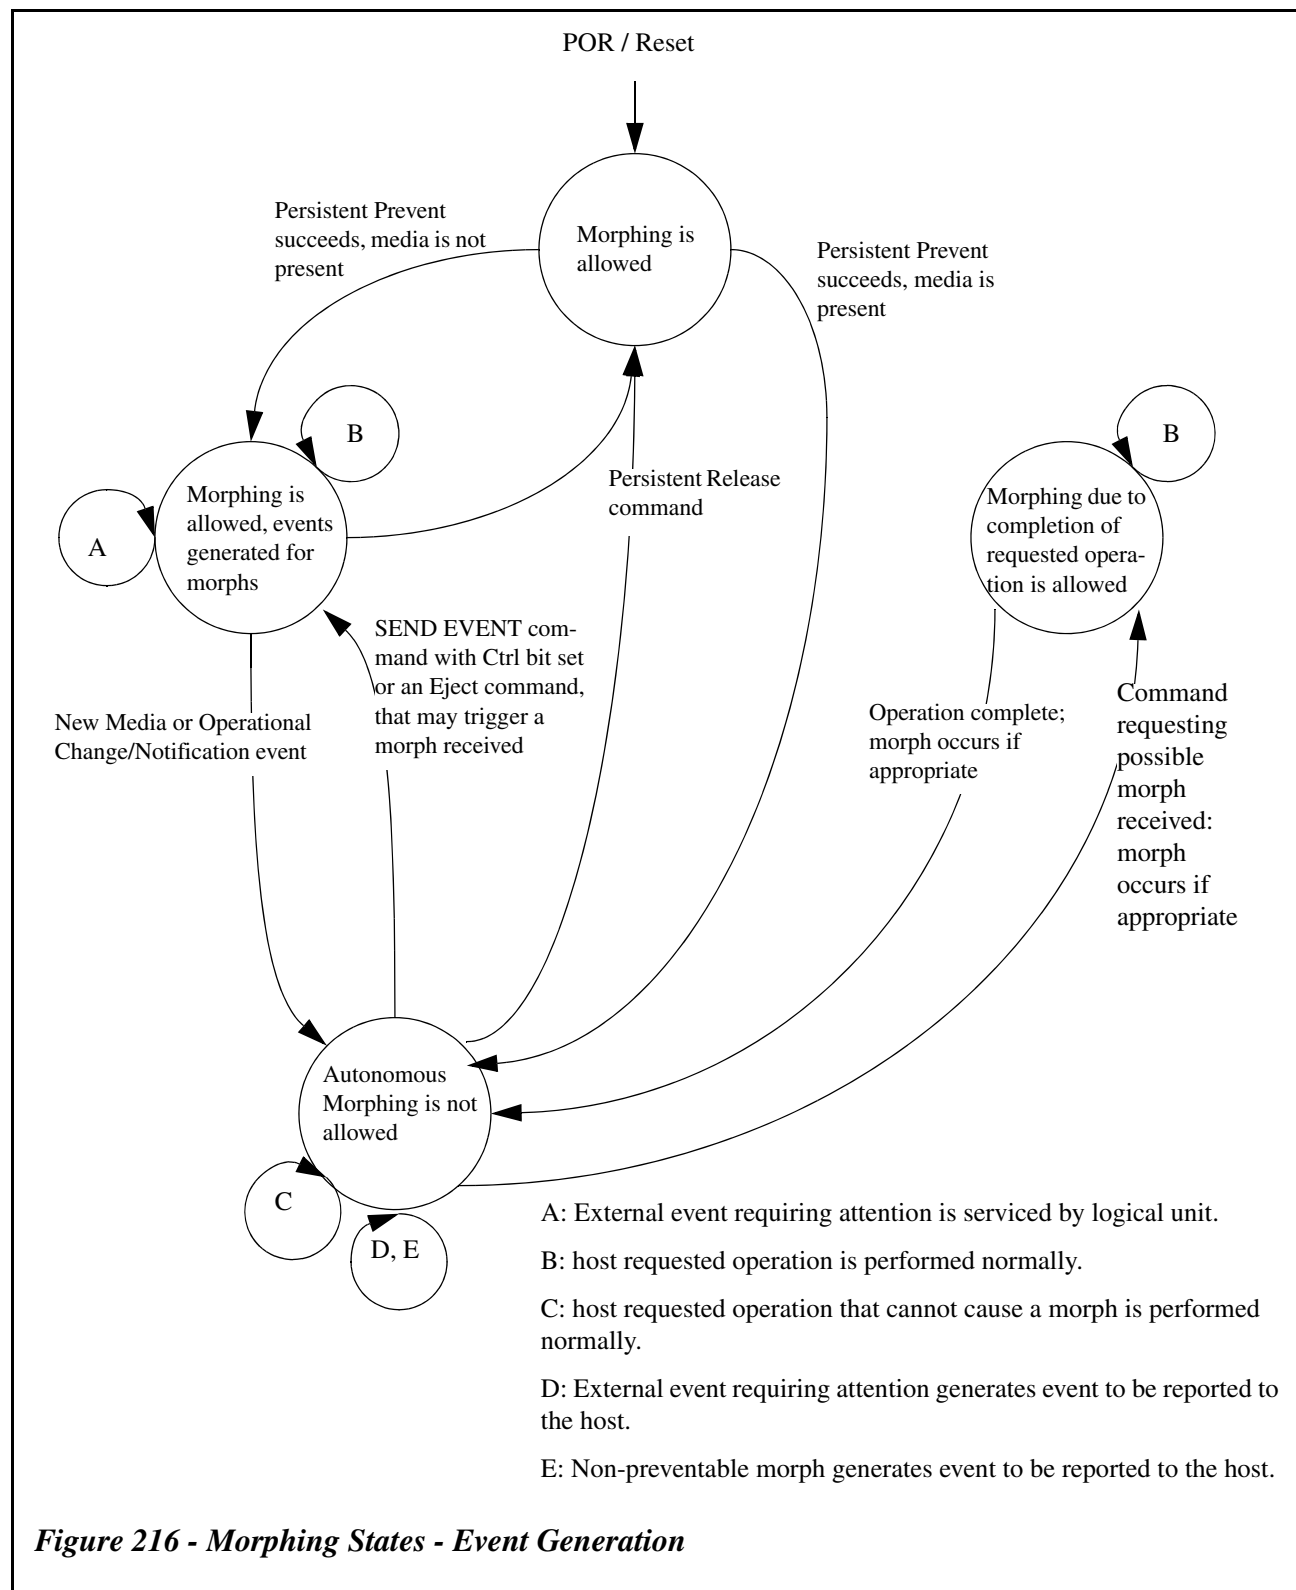 POR / Reset
Persistent Prevent
succeeds, media is not
present
Morphing is
allowed
Persistent Prevent
succeeds, media is
present
B
B
Morphing is
allowed, events
generated for
morphs
A
Persistent Release
command
Morphing due to
completion of
requested opera-
tion is allowed
SEND EVENT com-
mand with Ctrl bit set
or an Eject command,
that may trigger a
morph received
New Media or Operational
Change/Notification event
Operation complete;
morph occurs if
appropriate
Command
requesting
possible
morph
received:
morph
occurs if
appropriate
Autonomous
Morphing is not
allowed
C
D, E
A: External event requiring attention is serviced by logical unit.
B: host requested operation is performed normally.
C: host requested operation that cannot cause a morph is performed
normally.
D: External event requiring attention generates event to be reported to
the host.
E: Non-preventable morph generates event to be reported to the host.
Figure 216 - Morphing States - Event Generation